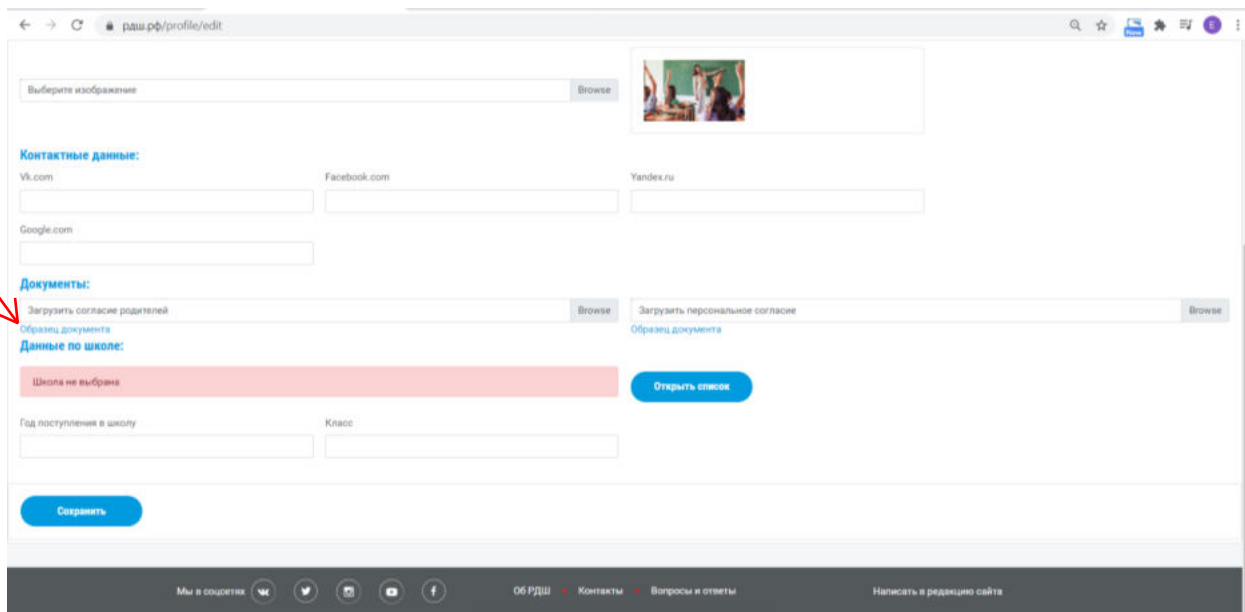 рдш.рф/profile/edit
New
E
Выберите изображение
Browse
Контактные данные:
Vk.com
Facebook.com
Yandex.ru
Google.com
Документы:
Загрузить согласие родителей
Browse
Загрузить персональное согласие
Browse
Образец документа
Образец документа
Данные по школе:
Школа не выбрана
Открыть список
Год поступления в школу
Класс
Сохранить
Мы в соцсетях
Об РДШ
Контакты
Вопросы и ответы
Написать в редакцию сайта